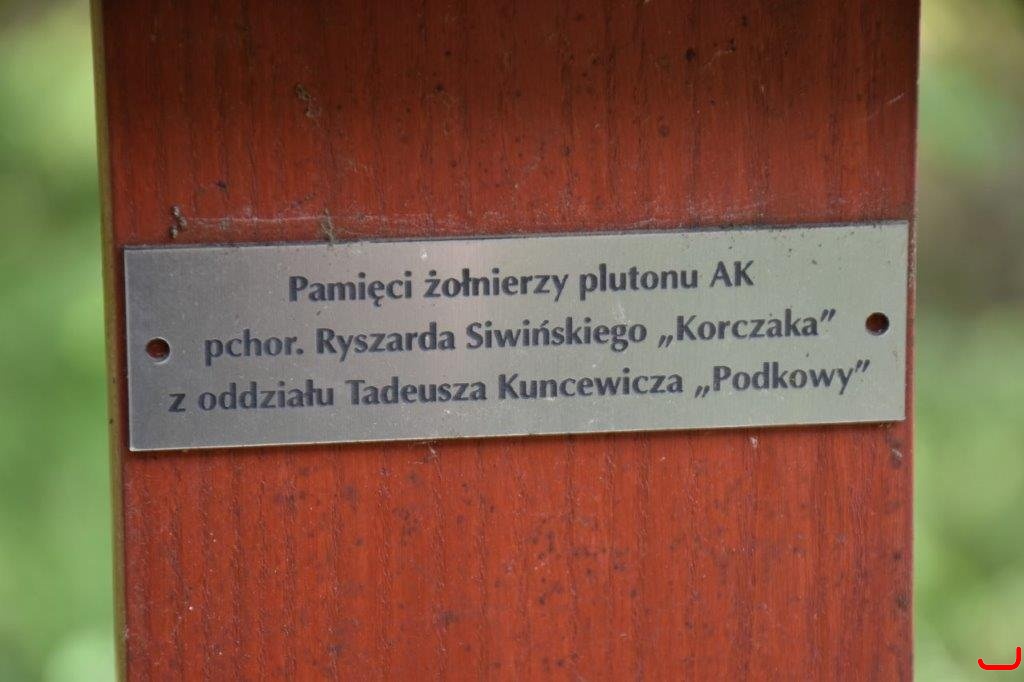 Pamięci żołnierzy plutonu AK
pchor. Ryszarda Siwińskiego „Korczaka”
z oddziału Tadeusza Kuncewicza „Podkowy”